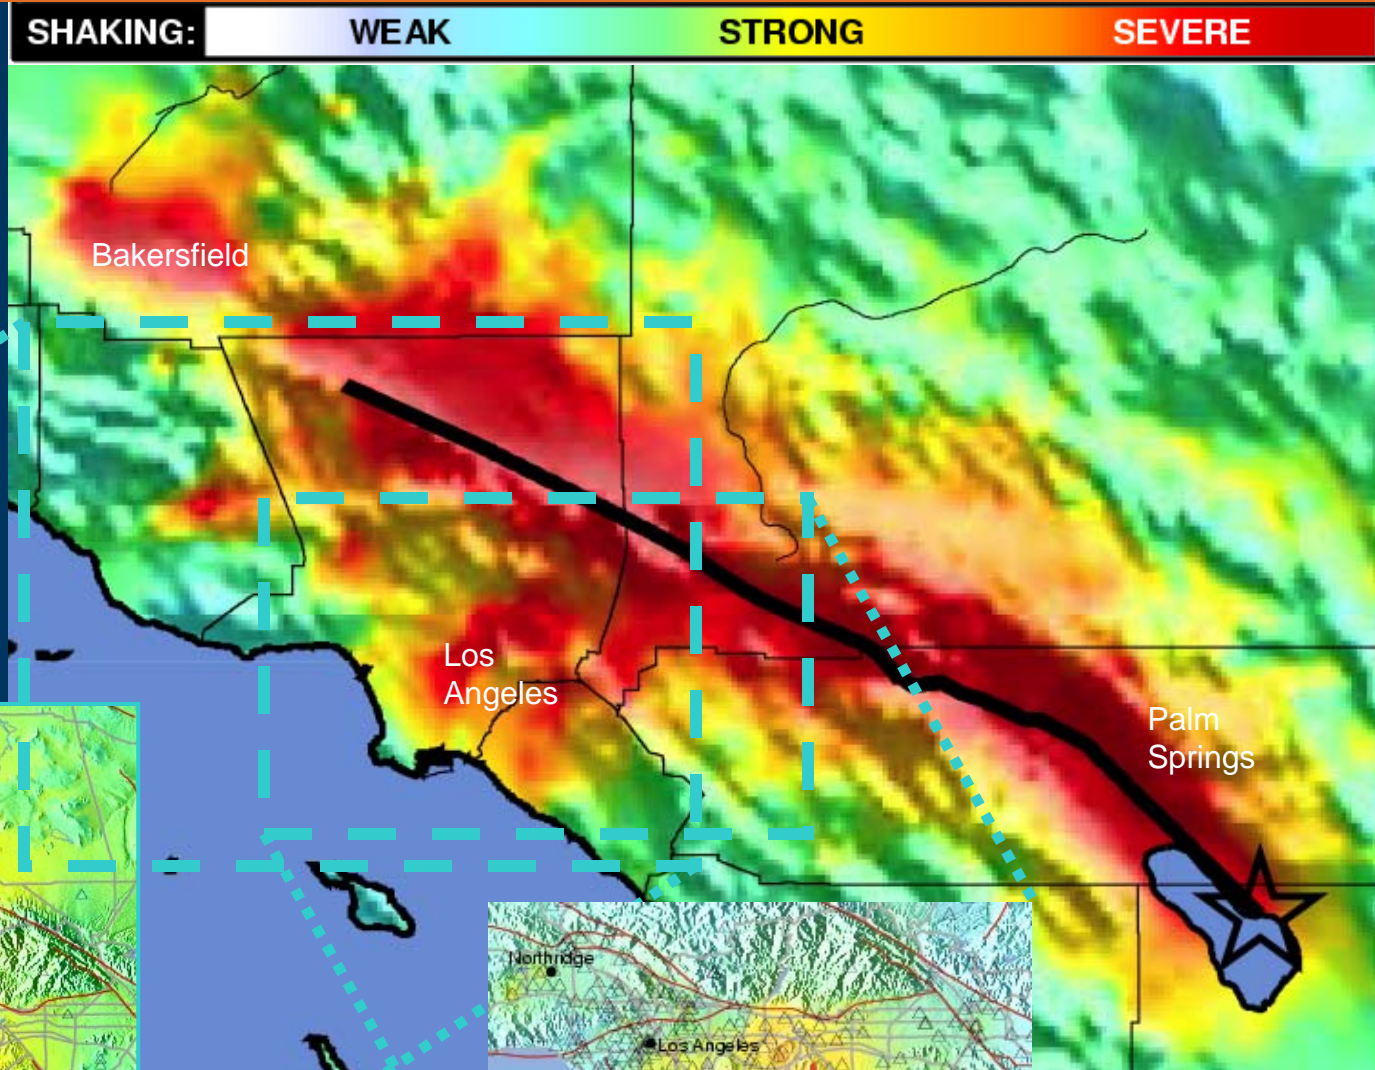 SHAKING: WEAK STRONG SEVERE
Bakersfield
Los
Angeles
Palm
Springs
Northridge
Los Angeles